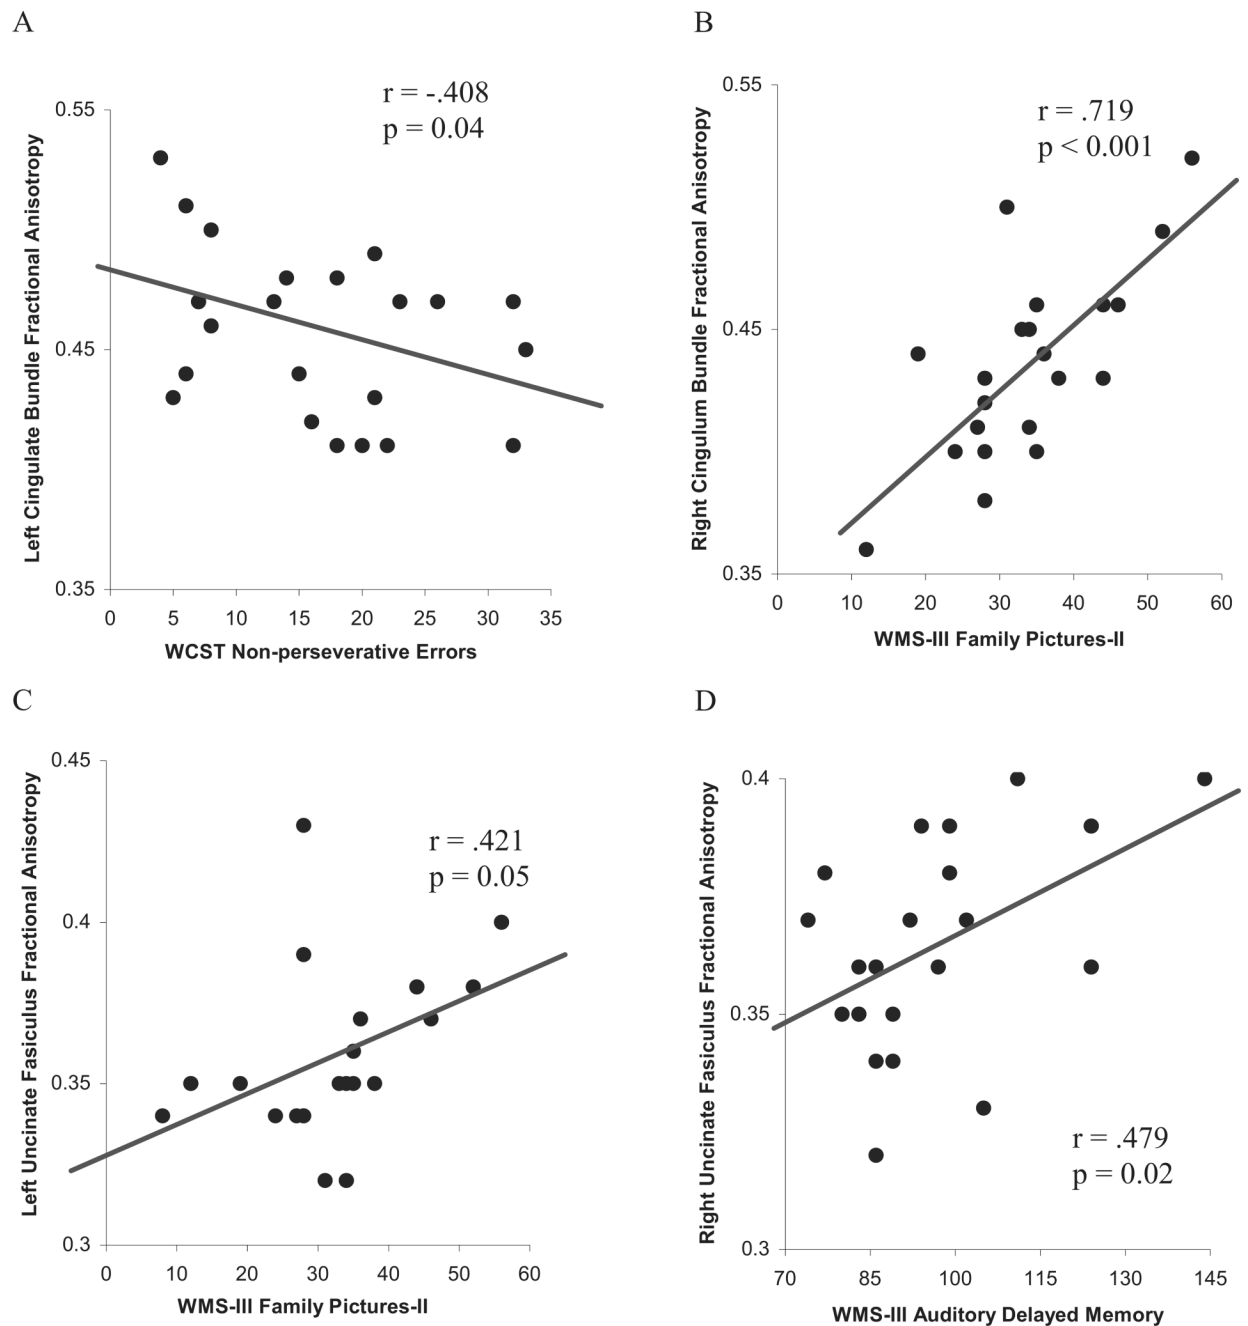 A
r = -.408
p = 0.04
0.55
0.45
0.35
0 5 10 15 20 25 30 35
Left Cingulate Bundle Fractional Anisotropy
WCST Non-perseverative Errors
B
r = .719
p < 0.001
0.55
0.45
0.35
0 10 20 30 40 50 60
Right Cingulum Bundle Fractional Anisotropy
WMS-III Family Pictures-II
C
r = .421
p = 0.05
0.45
0.4
0.35
0.3
0 10 20 30 40 50 60
Left Uncinate Fasiculus Fractional Anisotropy
WMS-III Family Pictures-II
D
r = .479
p = 0.02
0.4
0.35
0.3
70 85 100 115 130 145
Right Uncinate Fasiculus Fractional Anisotropy
WMS-III Auditory Delayed Memory